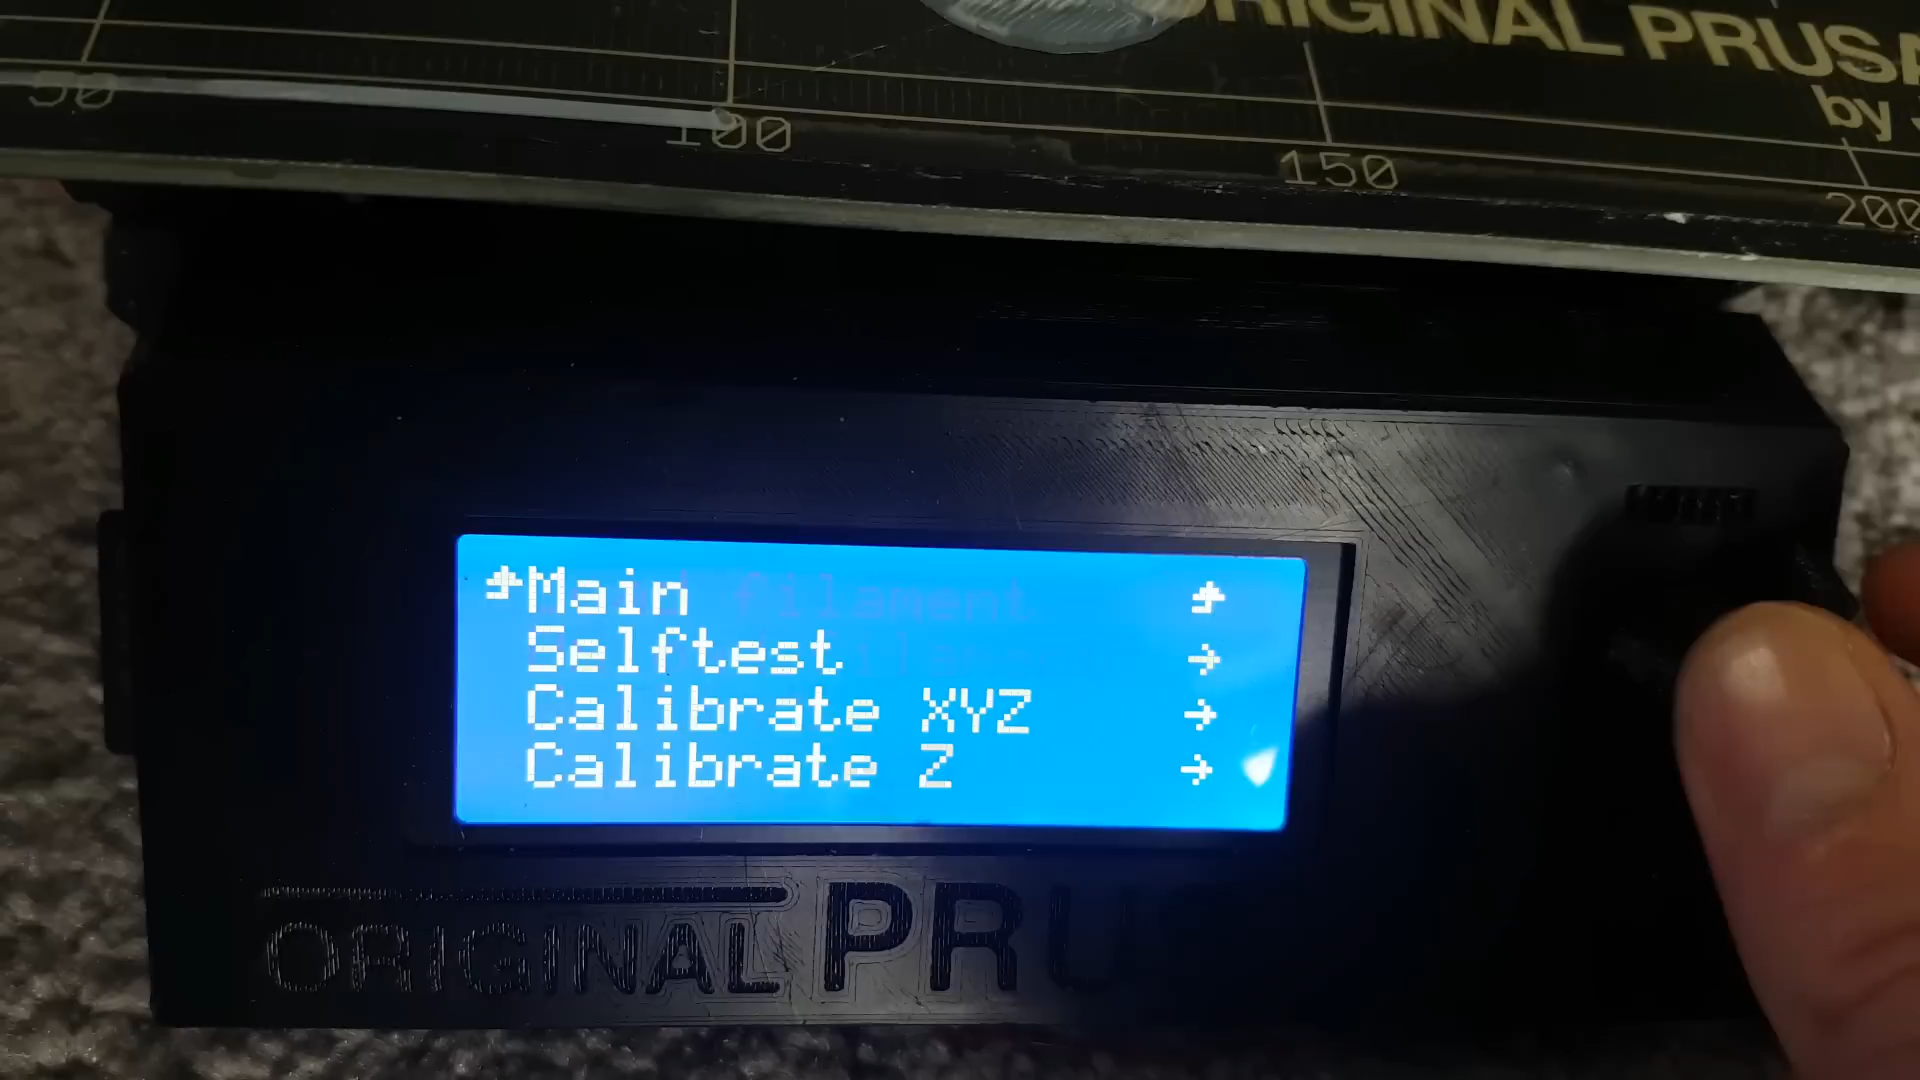 ORIGINAL PRUSA
by J
50
100
150
200
Main
Selftest
Calibrate XYZ
Calibrate Z
ORIGINAL PRU